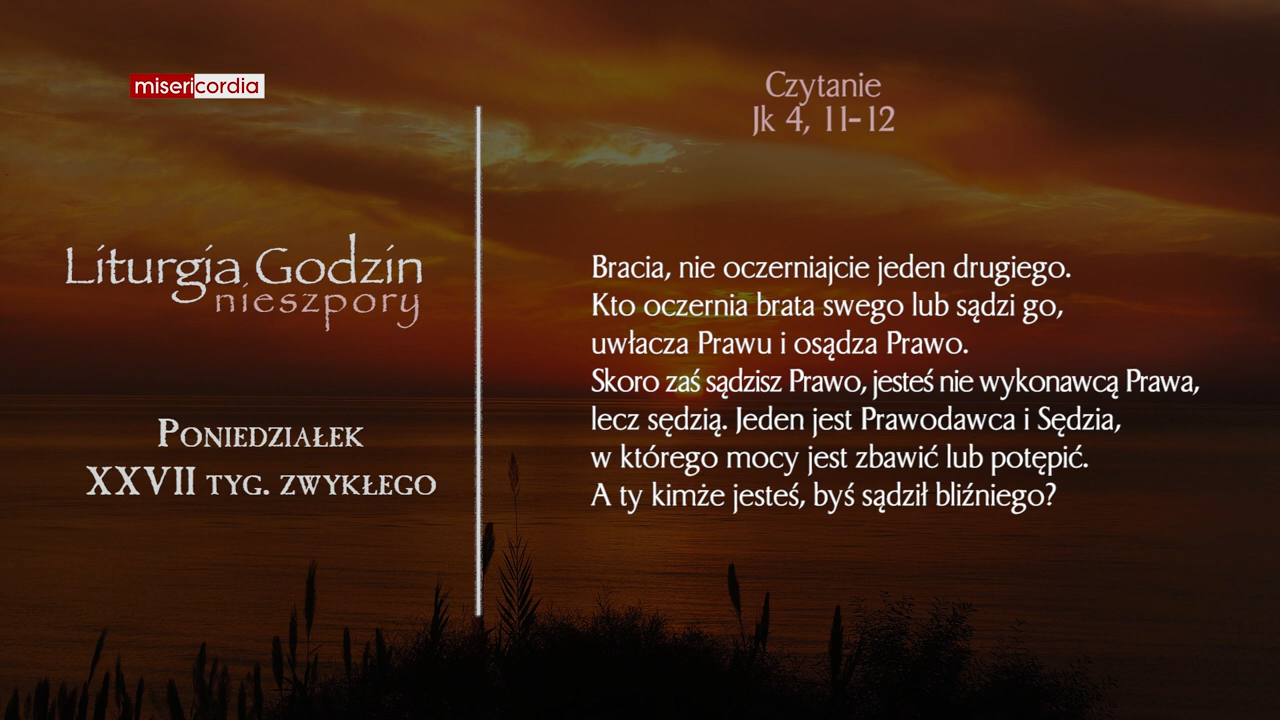 misericordia
Liturgia Godzin
nieszpory
Poniedziałek
XXVII tyg. zwykłego
Czytanie
Jk 4, 11-12
Bracia, nie oczerniajcie jeden drugiego.
Kto oczernia brata swego lub sądzi go,
uwłacza Prawu i osądza Prawo.
Skoro zaś sądzisz Prawo, jesteś nie wykonawcą Prawa,
lecz sędzią. Jeden jest Prawodawca i Sędzia,
w którego mocy jest zbawić lub potępić.
A ty kimże jesteś, byś sądził bliźniego?